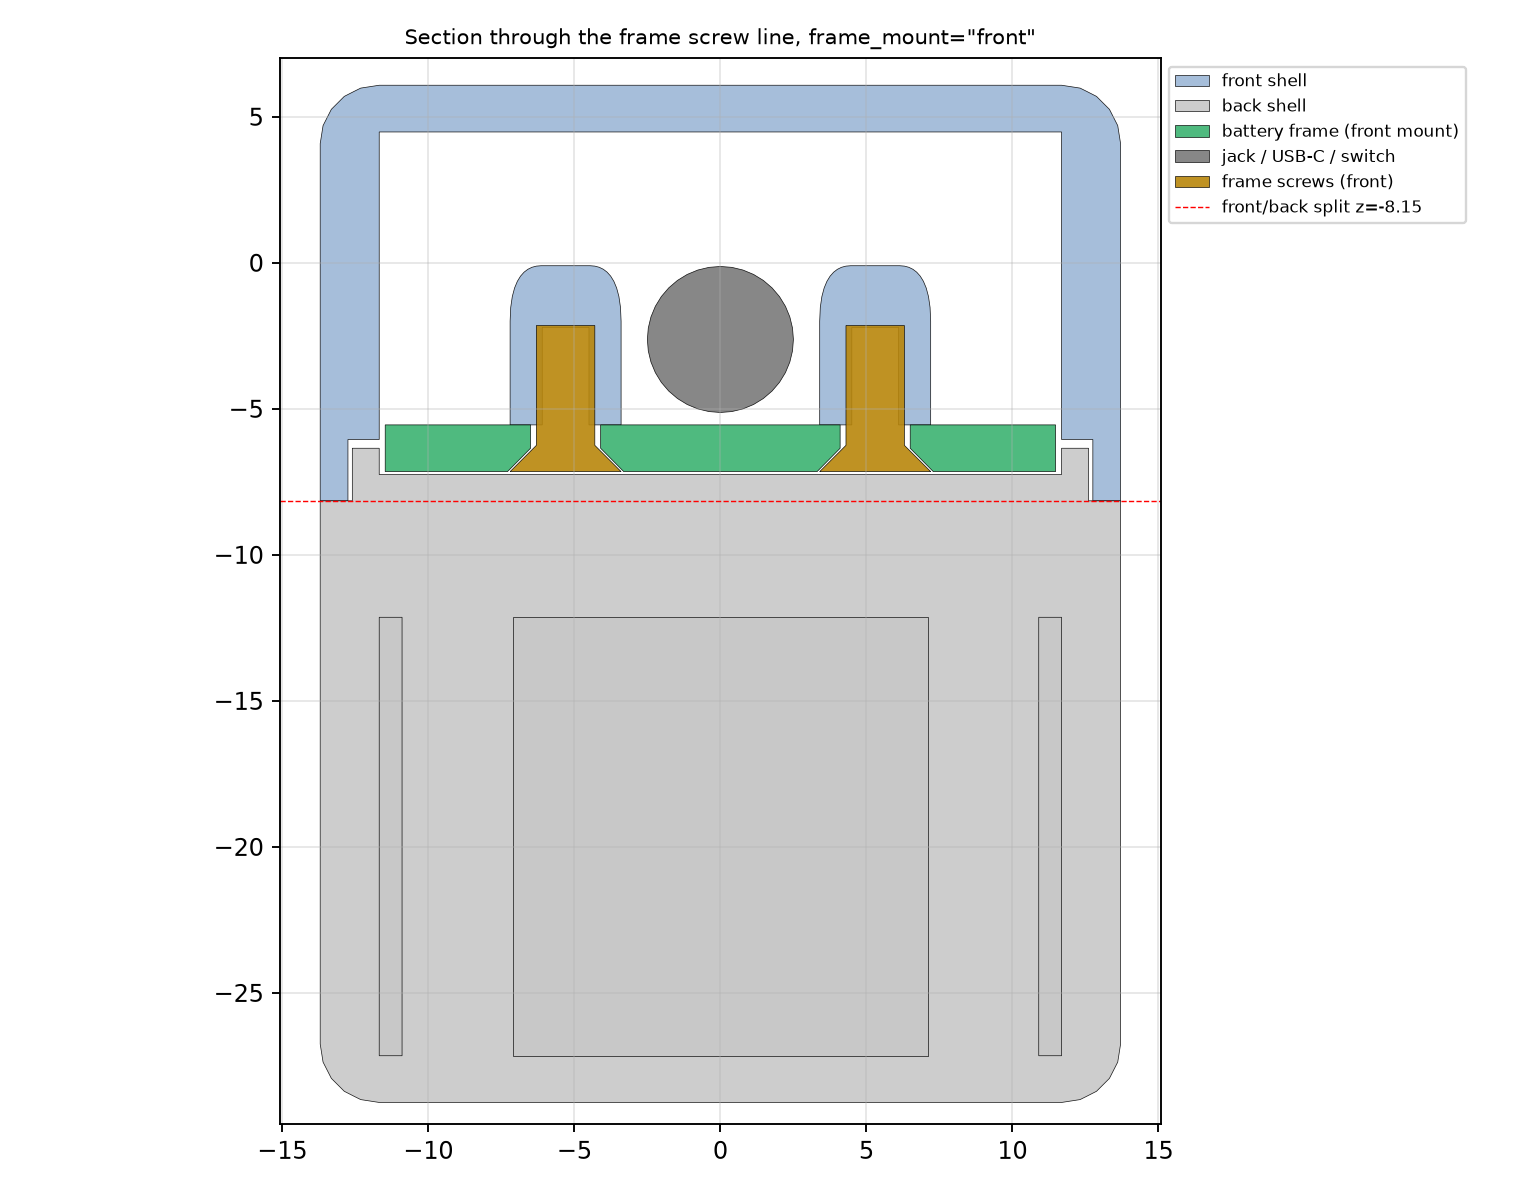 Section through the frame screw line, frame_mount="front"
front shell
back shell
battery frame (front mount)
jack / USB-C / switch
frame screws (front)
front/back split z=-8.15
5
0
−5
−10
−15
−20
−25
−15
−10
−5
0
5
10
15